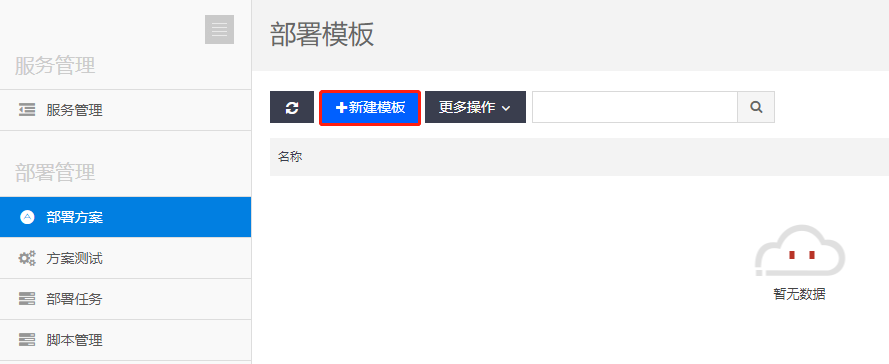 服务管理
服务管理
部署管理
部署方案
方案测试
部署任务
脚本管理
部署模板
新建模板 更多操作
名称
暂无数据